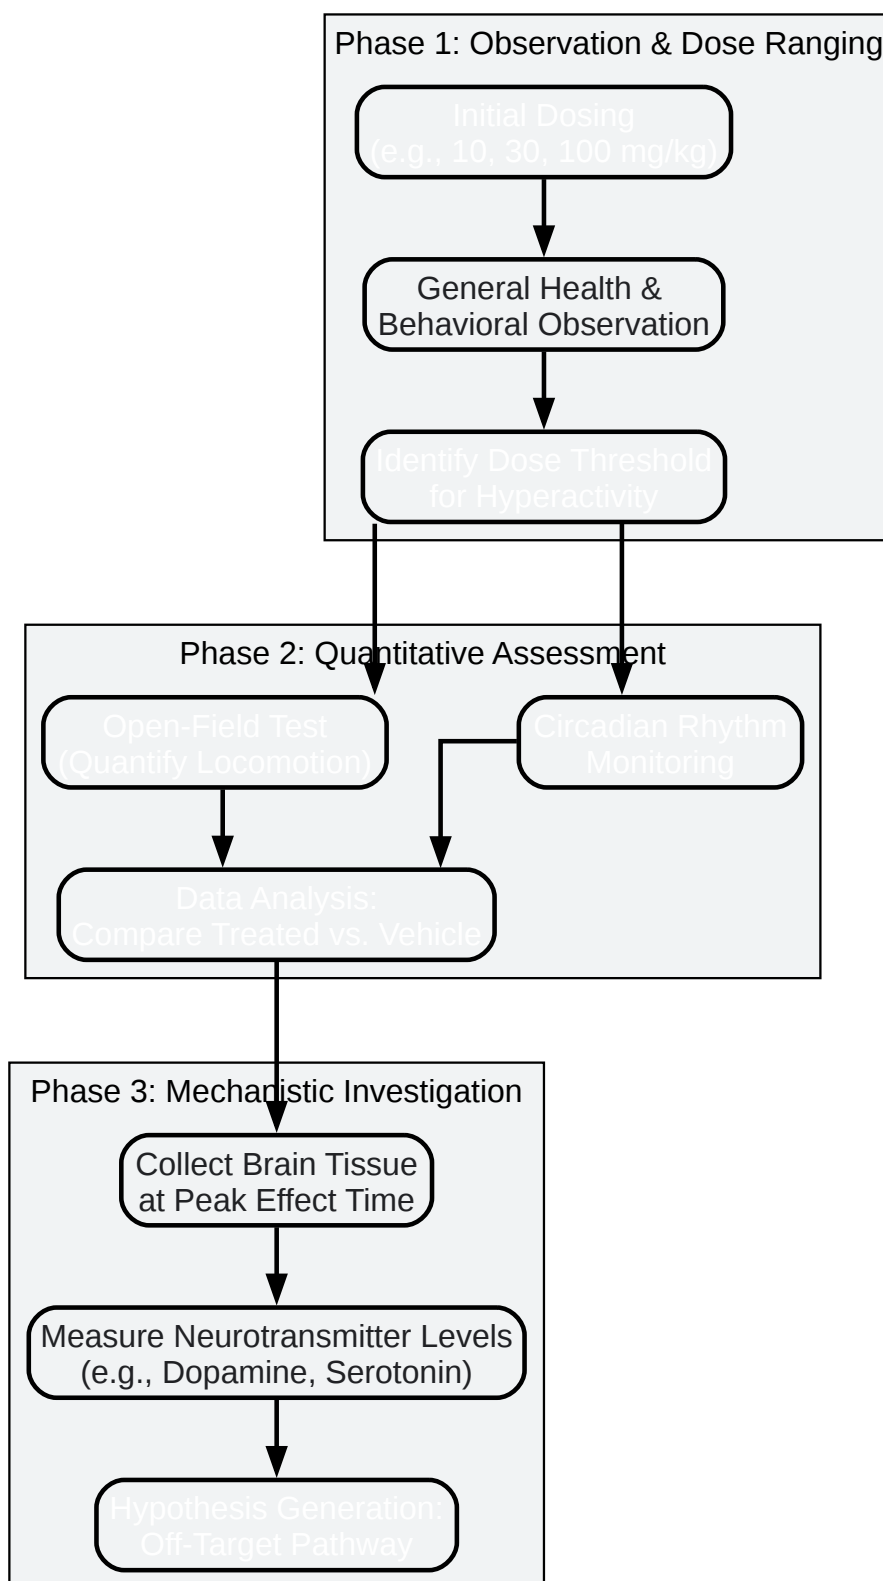 Phase 1: Observation & Dose Ranging
Initial Dosing
(e.g., 10, 30, 100 mg/kg)
General Health &
Behavioral Observation
Identify Dose Threshold
for Hyperactivity
Phase 2: Quantitative Assessment
Open-Field Test
(Quantify Locomotion)
Circadian Rhythm
Monitoring
Data Analysis:
Compare Treated vs. Vehicle
Phase 3: Mechanistic Investigation
Collect Brain Tissue
at Peak Effect Time
Measure Neurotransmitter Levels
(e.g., Dopamine, Serotonin)
Hypothesis Generation:
Off-Target Pathway